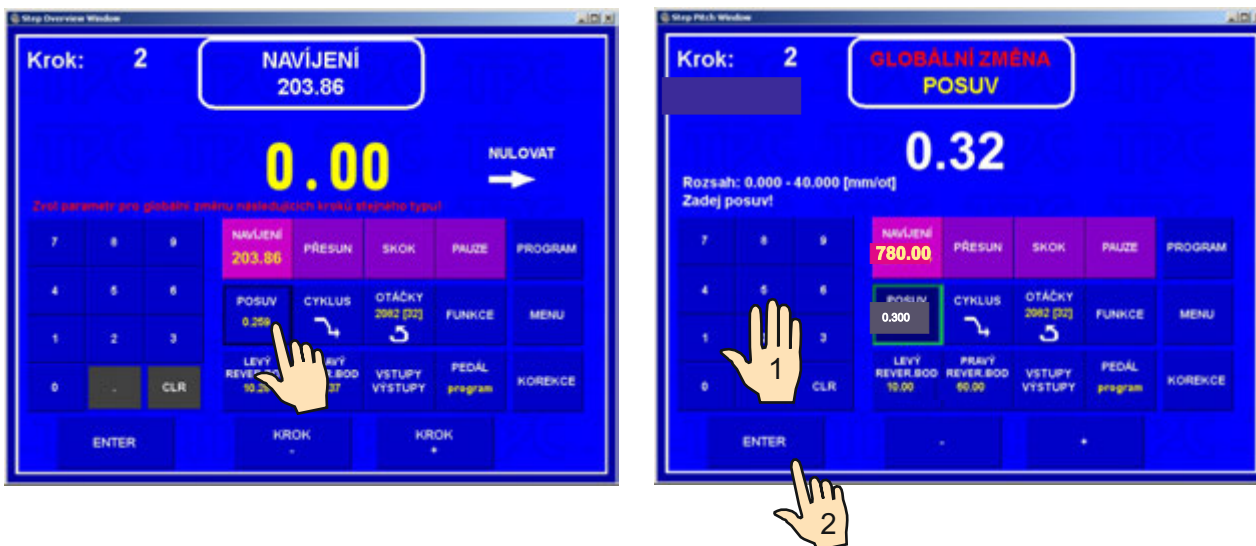 Step Overview Window
Krok: 2
NAVÍJENÍ
203.86
0.00
NULOVAT
Zvol parametr pro globální změnu následujících kroků stejného typu!
7 8 9
NAVÍJENÍ
203.86
PŘESUN
SKOK
PAUZE
PROGRAM
4 5 6
POSUV
0.259
CYKLUS
OTÁČKY
2082 [32]
FUNKCE
MENU
1 2 3
LEVÝ
REVER.BOD
VSTUPY
VÝSTUPY
PEDÁL
program
KOREKCE
0 . CLR
ENTER
KROK
-
KROK
+
Step Pitch Window
Krok: 2
GLOBÁLNÍ ZMĚNA
POSUV
0.32
Rozsah: 0.000 - 40.000 [mm/ot]
Zadej posuv!
7 8 9
NAVÍJENÍ
780.00
PŘESUN
SKOK
PAUZE
PROGRAM
4 5 6
POSUV
0.300
CYKLUS
OTÁČKY
2082 [32]
FUNKCE
MENU
1 3
LEVÝ
REVER.BOD
10.00
PRAVÝ
REVER.BOD
60.00
VSTUPY
VÝSTUPY
PEDÁL
program
KOREKCE
0 CLR
ENTER
-
+
1
2